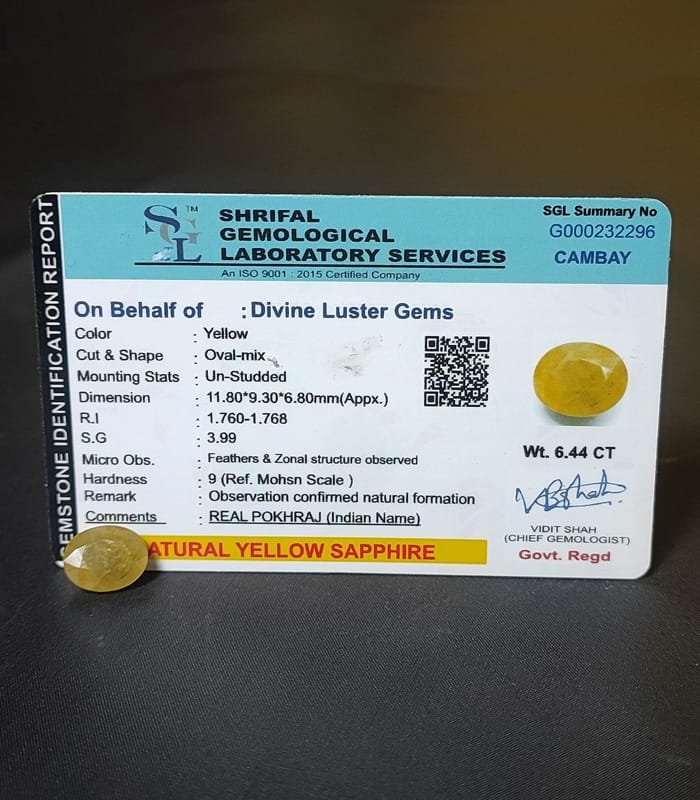 GEMSTONE IDENTIFICATION REPORT
SGL
TM
SHRIFAL
GEMOLOGICAL
LABORATORY SERVICES
An ISO 9001 : 2015 Certified Company
SGL Summary No
G000232296
CAMBAY
On Behalf of : Divine Luster Gems
Color : Yellow
Cut & Shape : Oval-mix
Mounting Stats : Un-Studded
Dimension : 11.80*9.30*6.80mm(Appx.)
R.I : 1.760-1.768
S.G : 3.99
Micro Obs. : Feathers & Zonal structure observed
Hardness : 9 (Ref. Mohsn Scale )
Remark : Observation confirmed natural formation
Comments : REAL POKHRAJ (Indian Name)
ATURAL YELLOW SAPPHIRE
Wt. 6.44 CT
VIDIT SHAH
(CHIEF GEMOLOGIST)
Govt. Regd